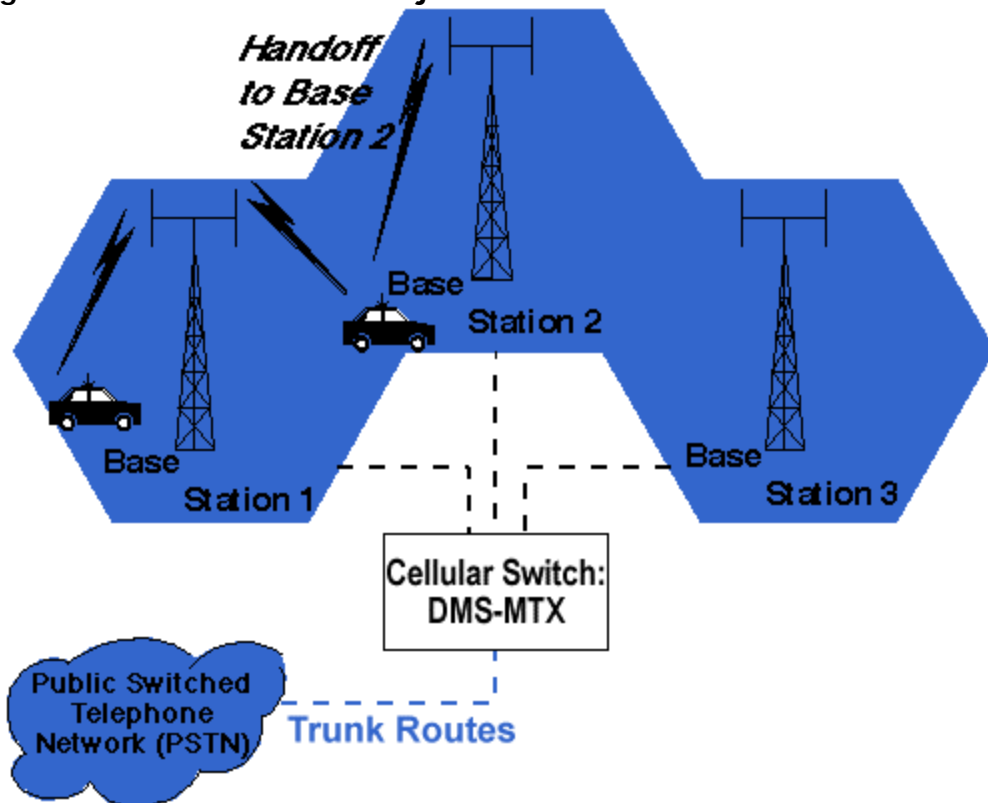 Handoff
to Base
Station 2
Base
Station 2
Base
Station 1
Base
Station 3
Cellular Switch:
DMS-MTX
Public Switched
Telephone
Network (PSTN)
Trunk Routes